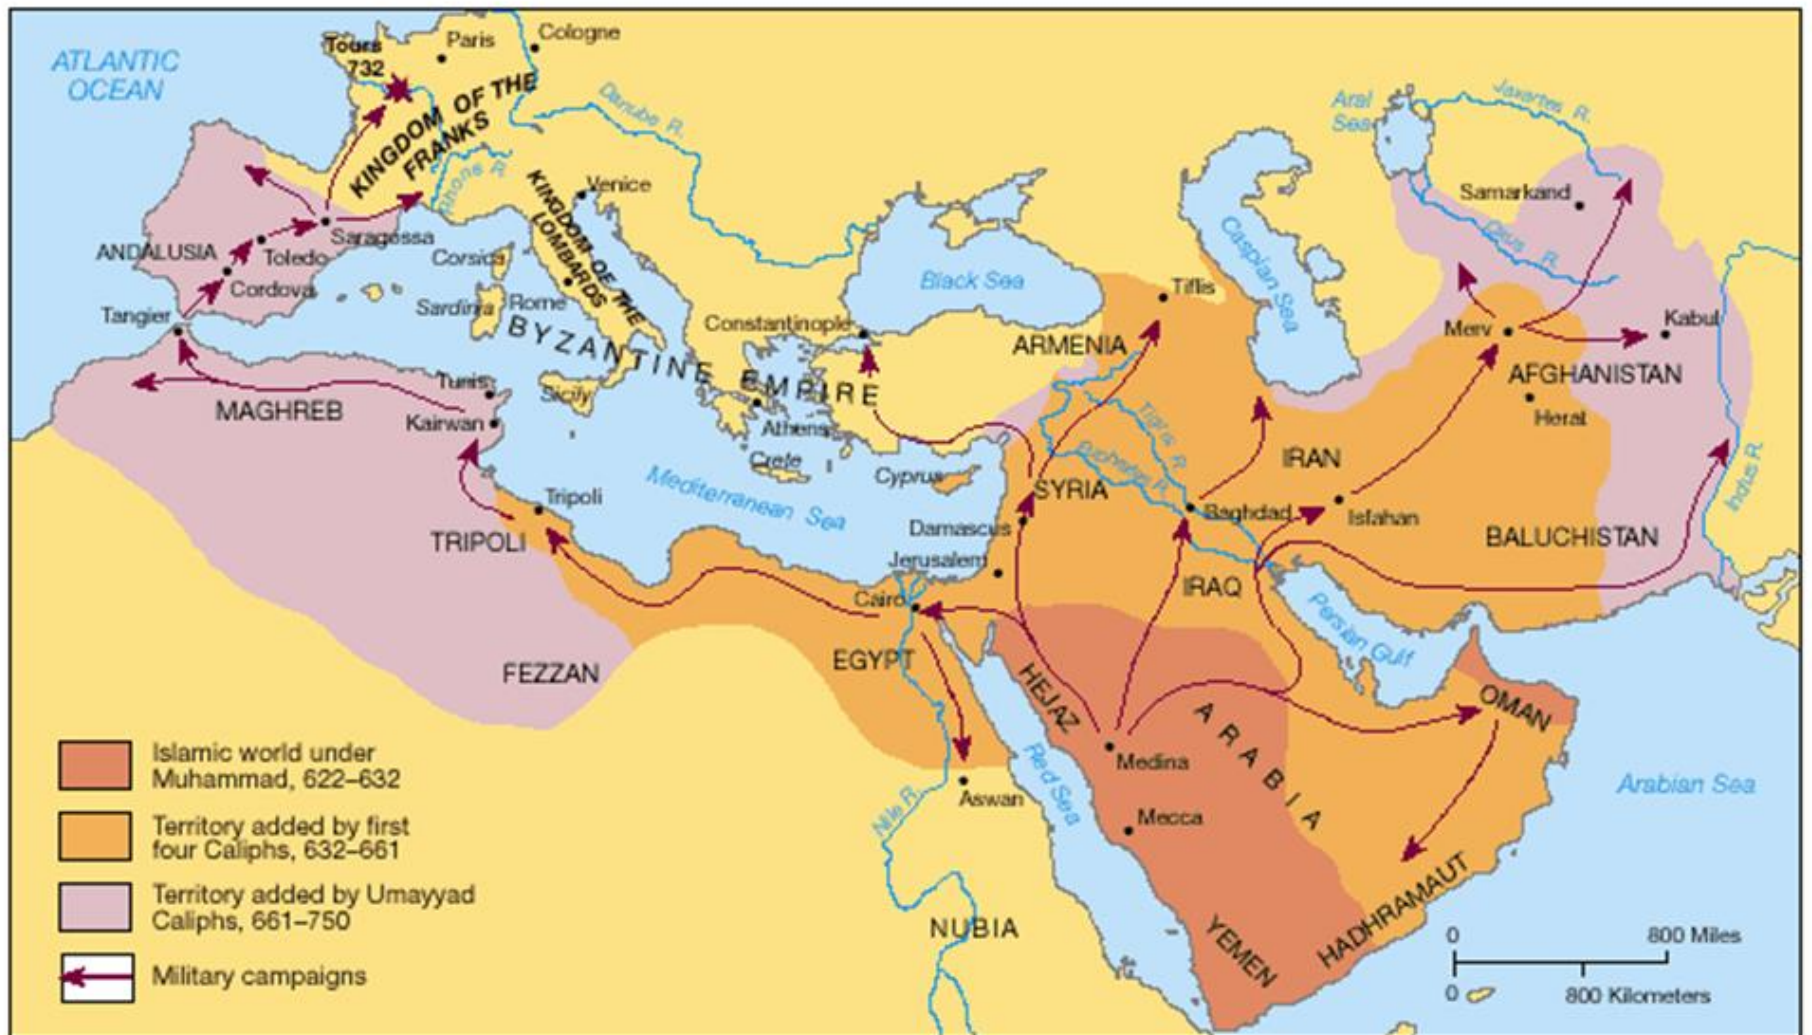 ATLANTIC
OCEAN
Tours
732
Paris
Cologne
KINGDOM OF THE
FRANKS
Danube R.
Rhone R.
Venice
KINGDOM OF THE
LOMBARDS
Aral
Sea
Jaxartes R.
Samarkand
Oxus R.
Caspian Sea
Black Sea
ANDALUSIA
Saragossa
Toledo
Cordova
Tangier
Corsica
Sardinia
Rome
BYZANTINE EMPIRE
Constantinople
Tiflis
ARMENIA
Merv
Kabul
AFGHANISTAN
Herat
MAGHREB
Tunis
Kairwan
Sicily
Athens
Crete
Cyprus
Mediterranean Sea
SYRIA
Tigris R.
Euphrates R.
IRAN
Baghdad
Isfahan
BALUCHISTAN
Indus R.
Tripoli
TRIPOLI
Damascus
Jerusalem
IRAQ
Cairo
Persian Gulf
FEZZAN
EGYPT
HEJAZ
ARABIA
OMAN
Medina
Mecca
Red Sea
Aswan
Nile R.
Arabian Sea
NUBIA
YEMEN
HADHRAMAUT
Islamic world under
Muhammad, 622–632
Territory added by first
four Caliphs, 632–661
Territory added by Umayyad
Caliphs, 661–750
Military campaigns
0 800 Miles
0 800 Kilometers